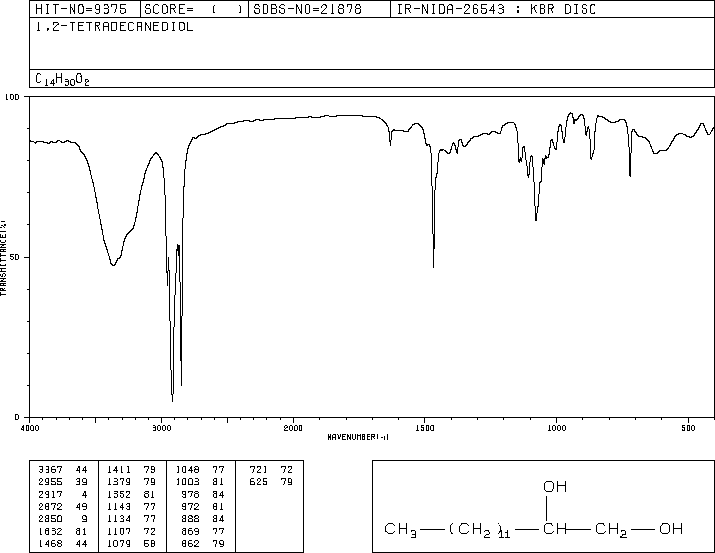 HIT-NO=9375 SCORE= ( ) SDBS-NO=21878 IR-NIDA-26543 : KBR DISC
1,2-TETRADECANEDIOL
C14H30O2
100
50
0
TRANSMITTANCE(%)
4000 3000 2000 1500 1000 500
WAVENUMBER(-1)
3367 44 1411 79 1048 77 721 72
2955 39 1379 79 1003 81 625 79
2917 4 1352 81 978 84
2872 49 1143 77 972 81
2850 9 1134 77 888 84
1632 81 1107 72 869 77
1468 44 1079 58 862 79
OH
CH3—(CH2)11—CH—CH2—OH